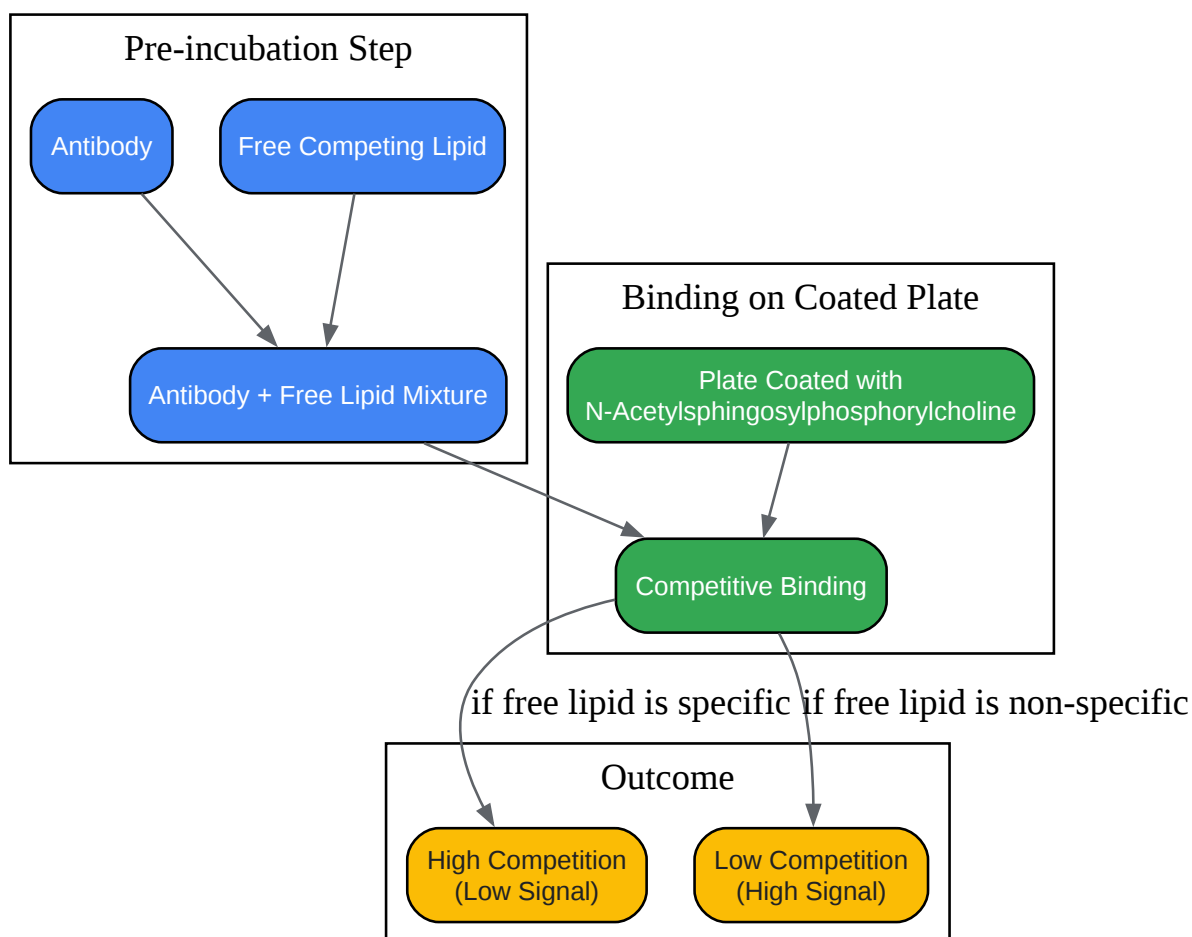 Pre-incubation Step
Antibody
Free Competing Lipid
Antibody + Free Lipid Mixture
Binding on Coated Plate
Plate Coated with
N-Acetylsphingosylphosphorylcholine
Competitive Binding
if free lipid is specific
if free lipid is non-specific
Outcome
High Competition
(Low Signal)
Low Competition
(High Signal)